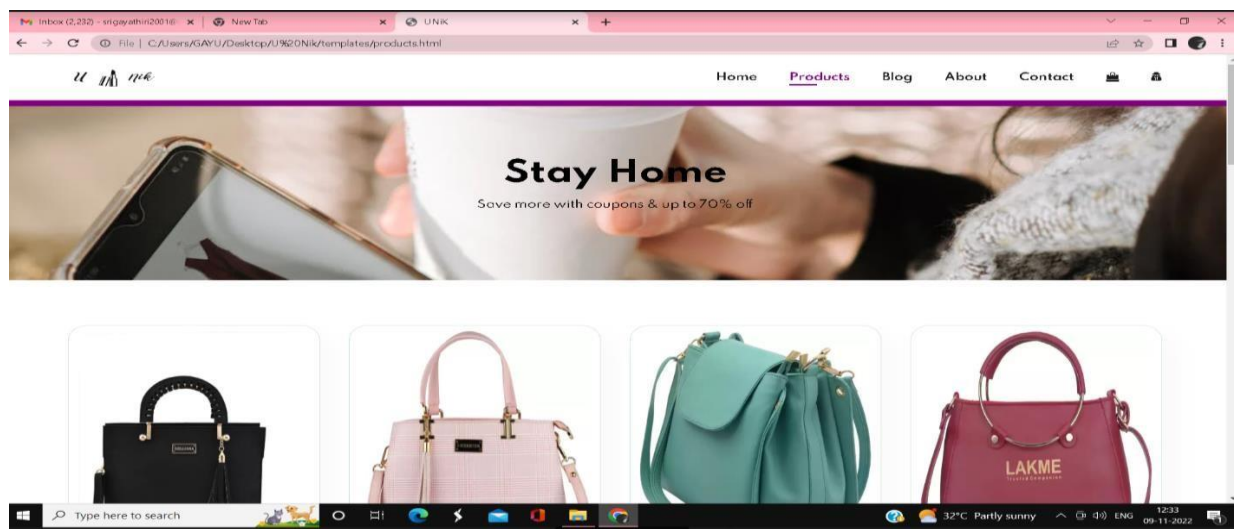 Inbox (2,232) - srigayathiri2001@
New Tab
UNIK
File | C:/Users/GAYU/Desktop/U%20Nik/templates/products.html
U nik
Home Products Blog About Contact
Stay Home
Save more with coupons & up to 70% off
LAKME
Type here to search
32°C Partly sunny
ENG
12:33
09-11-2022